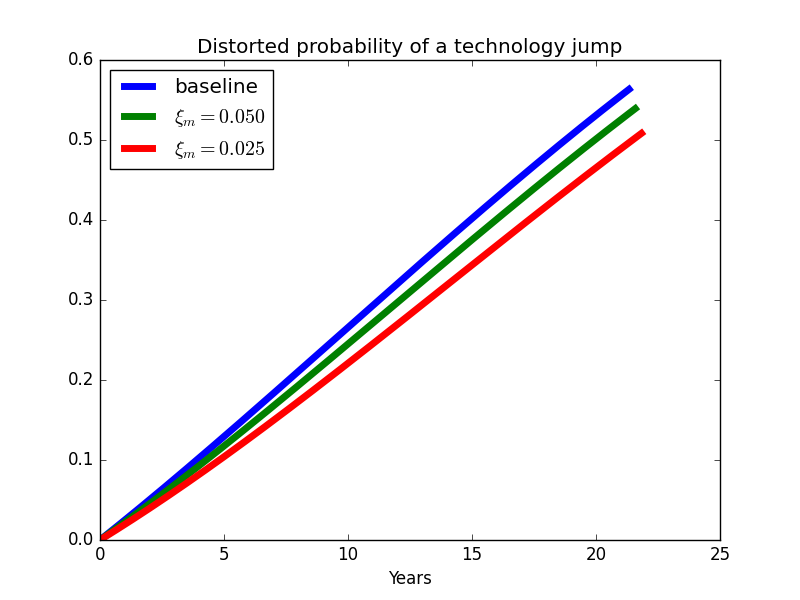 Distorted probability of a technology jump
baseline
ξₘ = 0.050
ξₘ = 0.025
0.6
0.5
0.4
0.3
0.2
0.1
0.0
0 5 10 15 20 25
Years